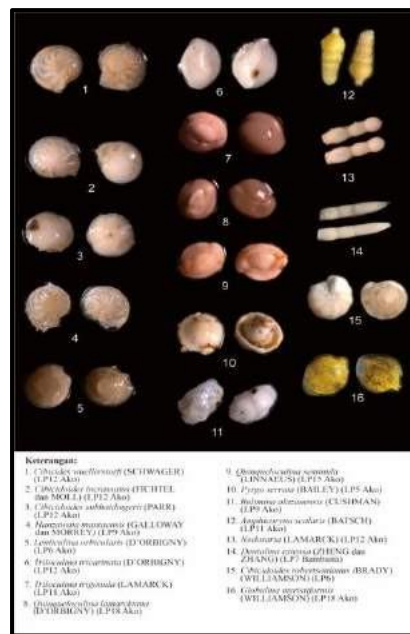 1
2
3
4
5
6
7
8
9
10
11
12
13
14
15
16
Keterangan:
1. Cibicides (SCHWAGER)
(LP12 Ako)
2. Cibicidoides (FICHTEL
dan MOLL) (LP12 Ako)
3. Cibicidoides (PARR)
(LP12 Ako)
4. (GALLOWAY
dan MORREY) (LP9 Ako)
5. Lenticulina orbicularis (D'ORBIGNY)
(LP6 Ako)
6. Triloculina tricarinata (D'ORBIGNY)
(LP12 Ako)
7. Triloculina trigonula (LAMARCK)
(LP18 Ako)
8. Quinqueloculina lamarckiana
(D'ORBIGNY) (LP18 Ako)
9. Quinqueloculina seminula
(LINNAEUS) (LP15 Ako)
10. Pyrgo serrata (BAILEY) (LP5 Ako)
11. Bulimina (CUSHMAN)
(LP9 Ako)
12. scalaris (BATSCH)
(LP11 Ako)
13. Nodosaria (LAMARCK) (LP12 Ako)
14. Dentalina (ZHENG dan
ZHANG) (LP7
15. Cibicidoides robertsonianus (BRADY)
(WILLIAMSON) (LP6)
16. Globulina
(WILLIAMSON) (LP18 Ako)